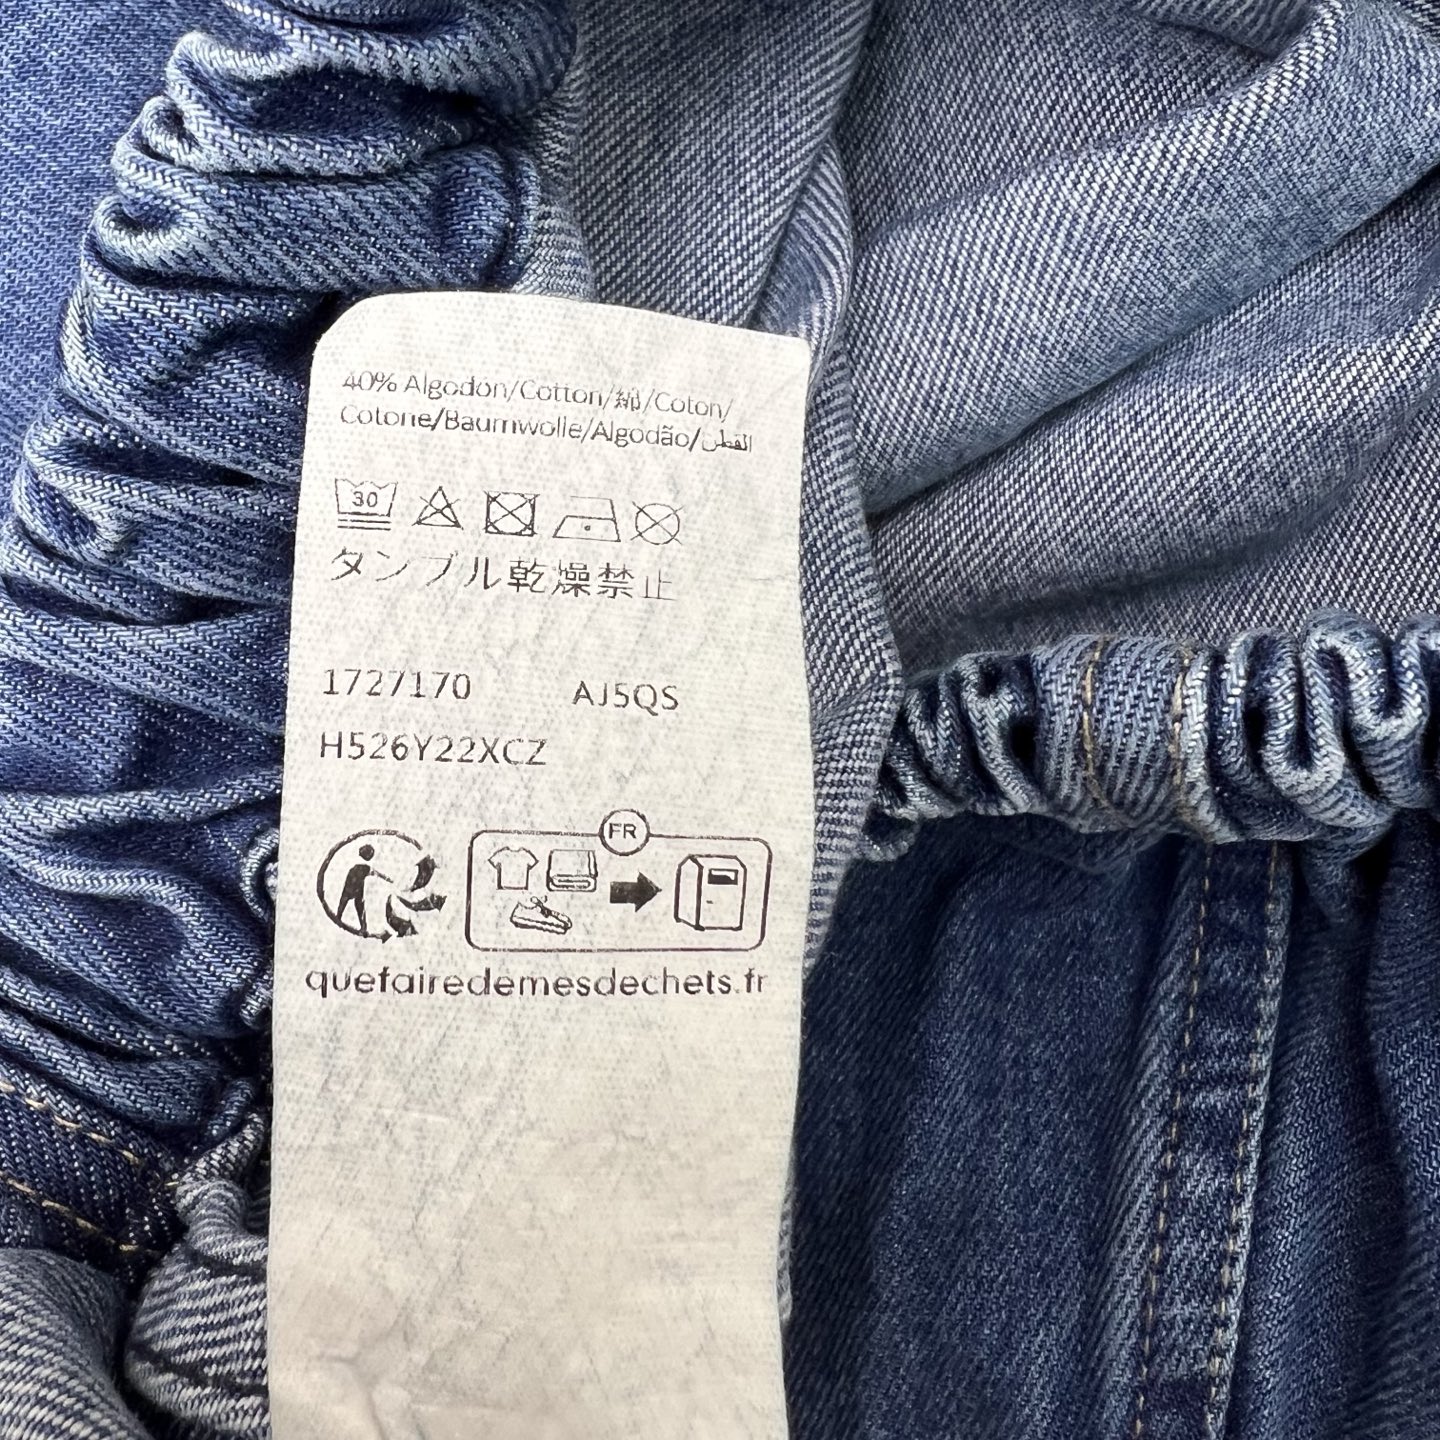 40% Algodón/Cotton/綿/Coton/
Cotone/Baumwolle/Algodão/القطن
30
タンブル乾燥禁止
1727170 AJ5QS
H526Y22XCZ
FR
quefairedemesdechets.fr